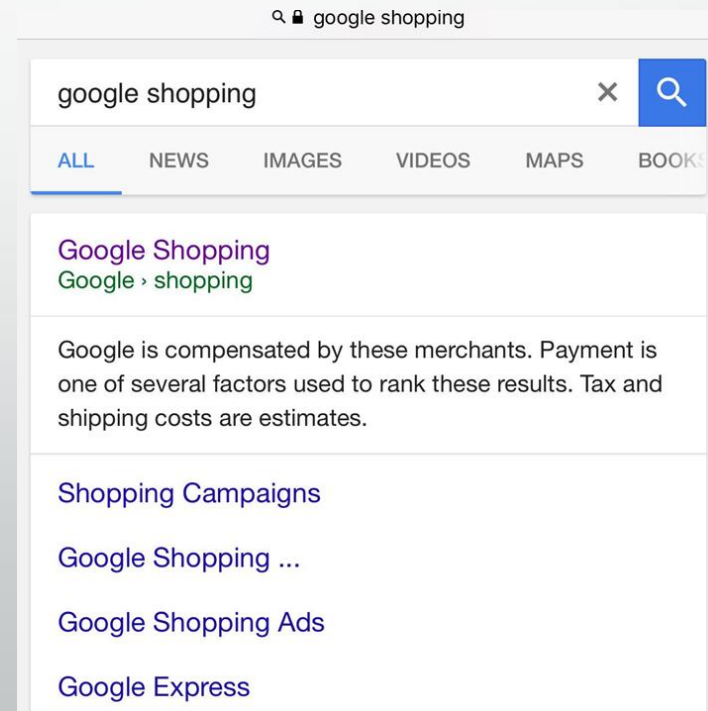 google shopping
google shopping
ALL NEWS IMAGES VIDEOS MAPS BOOKS
Google Shopping
Google › shopping
Google is compensated by these merchants. Payment is
one of several factors used to rank these results. Tax and
shipping costs are estimates.
Shopping Campaigns
Google Shopping ...
Google Shopping Ads
Google Express